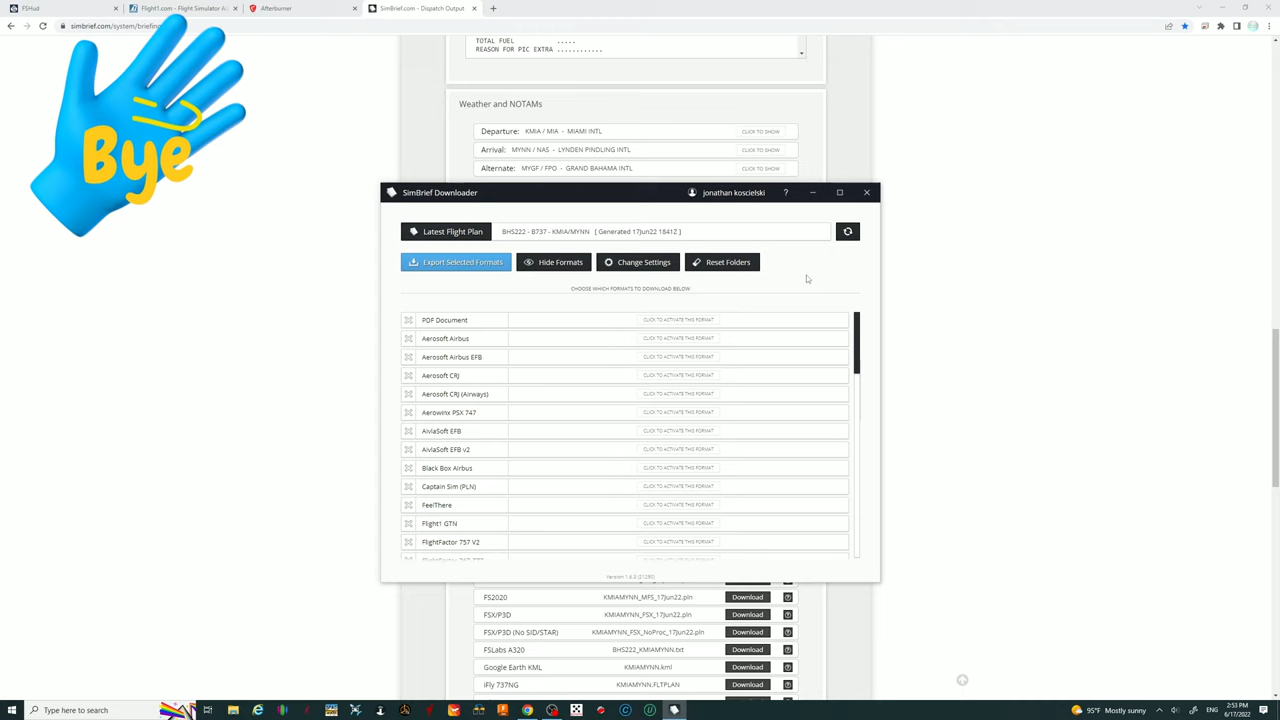 FSHud
Flight1.com - Flight Simulator Ad
Afterburner
SimBrief.com - Dispatch Output
simbrief.com/system/briefing
TOTAL FUEL .....
REASON FOR PIC EXTRA ............
Bye
Weather and NOTAMs
Departure: KMIA / MIA - MIAMI INTL CLICK TO SHOW
Arrival: MYNN / NAS - LYNDEN PINDLING INTL CLICK TO SHOW
Alternate: MYGF / FPO - GRAND BAHAMA INTL CLICK TO SHOW
SimBrief Downloader jonathan koscielski ?
Latest Flight Plan BHS222 - B737 - KMIA/MYNN [ Generated 17Jun22 1841Z ]
Export Selected Formats Hide Formats Change Settings Reset Folders
CHOOSE WHICH FORMATS TO DOWNLOAD BELOW
PDF Document CLICK TO ACTIVATE THIS FORMAT
Aerosoft Airbus CLICK TO ACTIVATE THIS FORMAT
Aerosoft Airbus EFB CLICK TO ACTIVATE THIS FORMAT
Aerosoft CRJ CLICK TO ACTIVATE THIS FORMAT
Aerosoft CRJ (Airways) CLICK TO ACTIVATE THIS FORMAT
Aerowinx PSX 747 CLICK TO ACTIVATE THIS FORMAT
AivlaSoft EFB CLICK TO ACTIVATE THIS FORMAT
AivlaSoft EFB v2 CLICK TO ACTIVATE THIS FORMAT
Black Box Airbus CLICK TO ACTIVATE THIS FORMAT
Captain Sim (PLN) CLICK TO ACTIVATE THIS FORMAT
FeelThere CLICK TO ACTIVATE THIS FORMAT
Flight1 GTN CLICK TO ACTIVATE THIS FORMAT
FlightFactor 757 V2 CLICK TO ACTIVATE THIS FORMAT
Version 1.6.3 (21250)
FS2020 KMIAMYNN_MFS_17Jun22.pln Download
FSX/P3D KMIAMYNN_FSX_17Jun22.pln Download
FSX/P3D (No SID/STAR) KMIAMYNN_FSX_NoProc_17Jun22.pln Download
FSLabs A320 BHS222_KMIAMYNN.txt Download
Google Earth KML KMIAMYNN.kml Download
iFly 737NG KMIAMYNN.FLTPLAN Download
Type here to search
95°F Mostly sunny
ENG
2:53 PM
6/17/2022